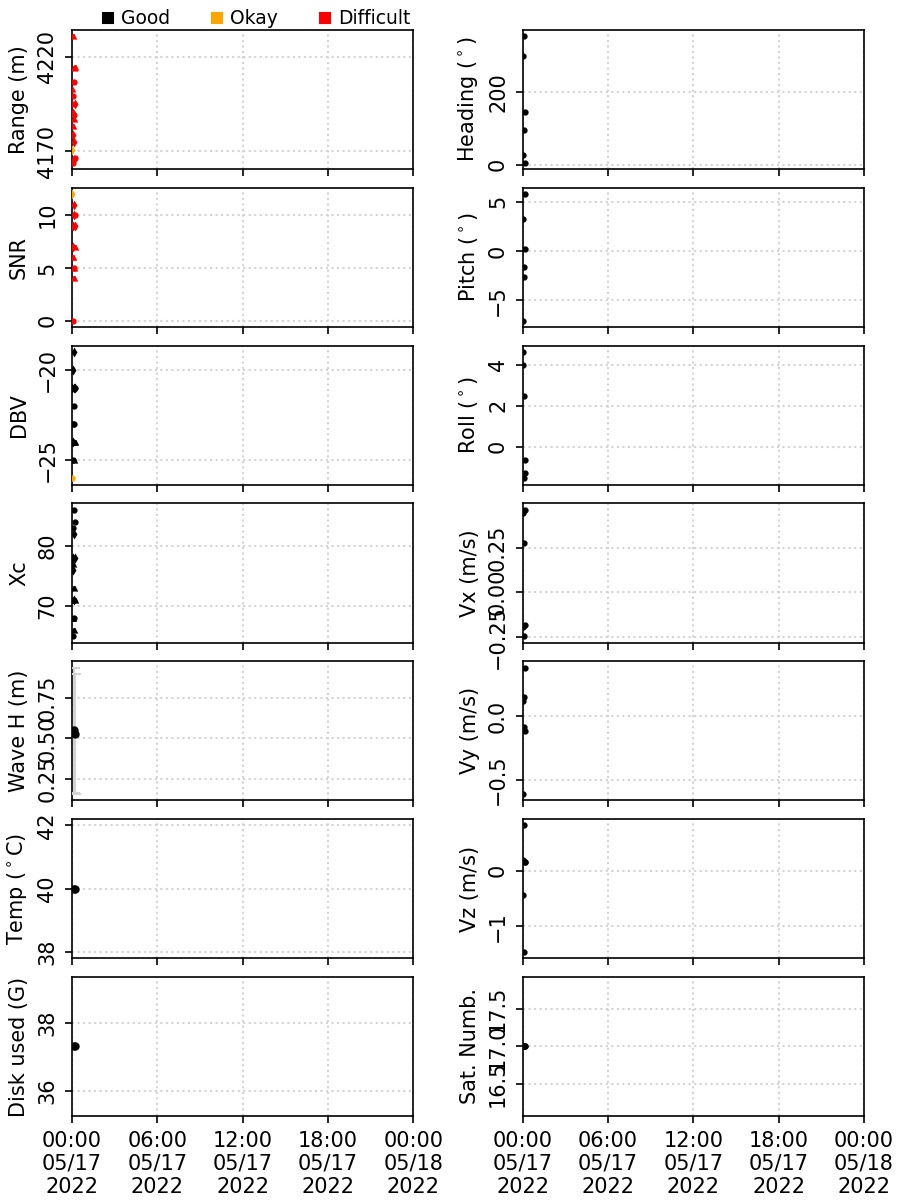 Good Okay Difficult
Range (m)
4220
4170
Heading (°)
200
0
SNR
10
5
0
Pitch (°)
5
0
−5
DBV
−20
−25
Roll (°)
4
2
0
Xc
80
70
Vx (m/s)
0.25
0.00
−0.25
Wave H (m)
0.75
0.50
0.25
Vy (m/s)
0.0
−0.5
Temp (°C)
42
40
38
Vz (m/s)
0
−1
Disk used (G)
38
36
Sat. Numb.
17.5
17.0
16.5
00:00 06:00 12:00 18:00 00:00
05/17 05/17 05/17 05/17 05/18
2022 2022 2022 2022 2022
00:00 06:00 12:00 18:00 00:00
05/17 05/17 05/17 05/17 05/18
2022 2022 2022 2022 2022